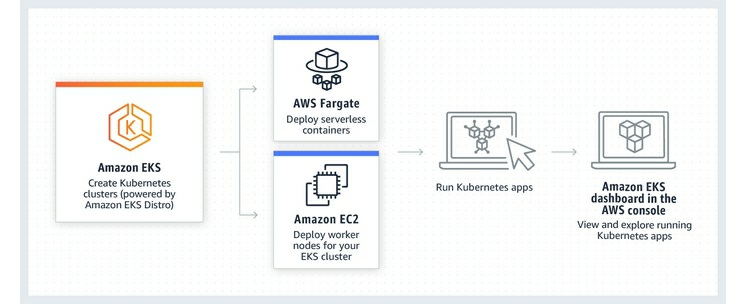 K
Amazon EKS
Create Kubernetes
clusters (powered by
Amazon EKS Distro)
AWS Fargate
Deploy serverless
containers
Amazon EC2
Deploy worker
nodes for your
EKS cluster
Run Kubernetes apps
Amazon EKS
dashboard in the
AWS console
View and explore running
Kubernetes apps